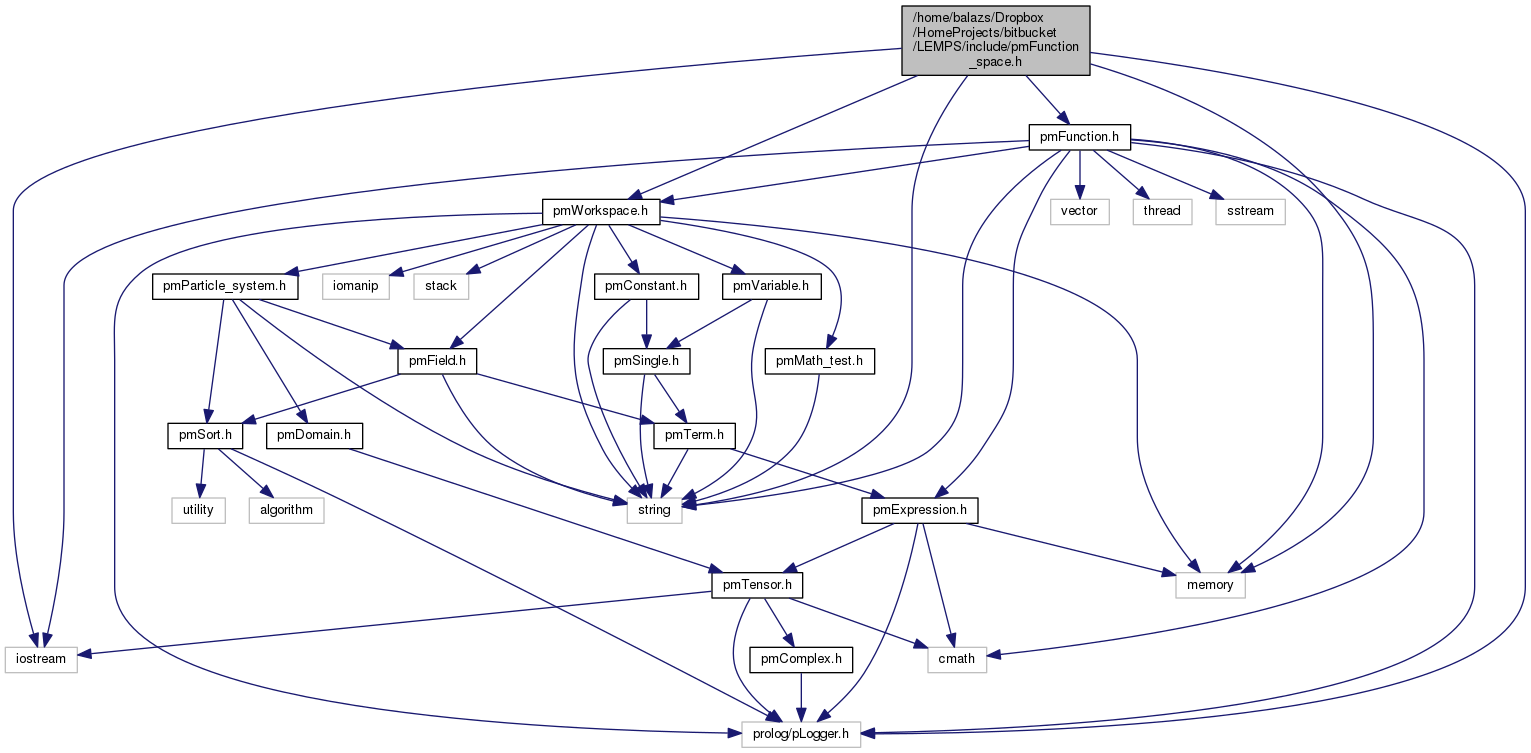 /home/balazs/Dropbox
/HomeProjects/bitbucket
/LEMPS/include/pmFunction
_space.h
pmFunction.h
pmWorkspace.h
vector
thread
sstream
pmParticle_system.h
iomanip
stack
pmConstant.h
pmVariable.h
pmField.h
pmSingle.h
pmMath_test.h
pmSort.h
pmDomain.h
pmTerm.h
utility
algorithm
string
pmExpression.h
pmTensor.h
memory
iostream
pmComplex.h
cmath
prolog/pLogger.h